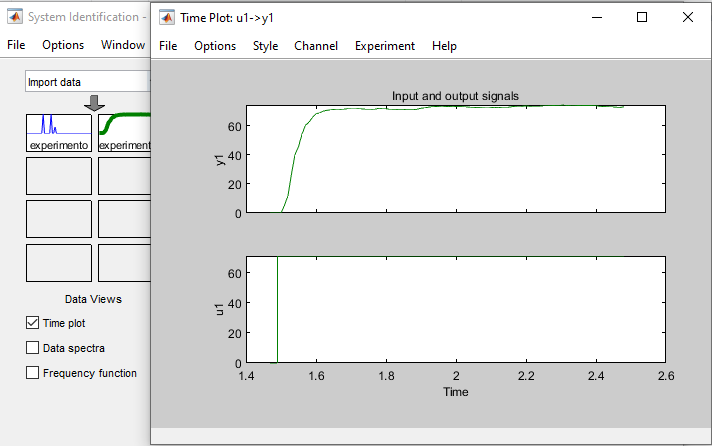 System Identification -
File Options Window
Import data
experimento
experiment
Data Views
Time plot
Data spectra
Frequency function
Time Plot: u1->y1
File Options Style Channel Experiment Help
Input and output signals
y1
60
40
20
0
u1
60
40
20
0
1.4 1.6 1.8 2 2.2 2.4 2.6
Time